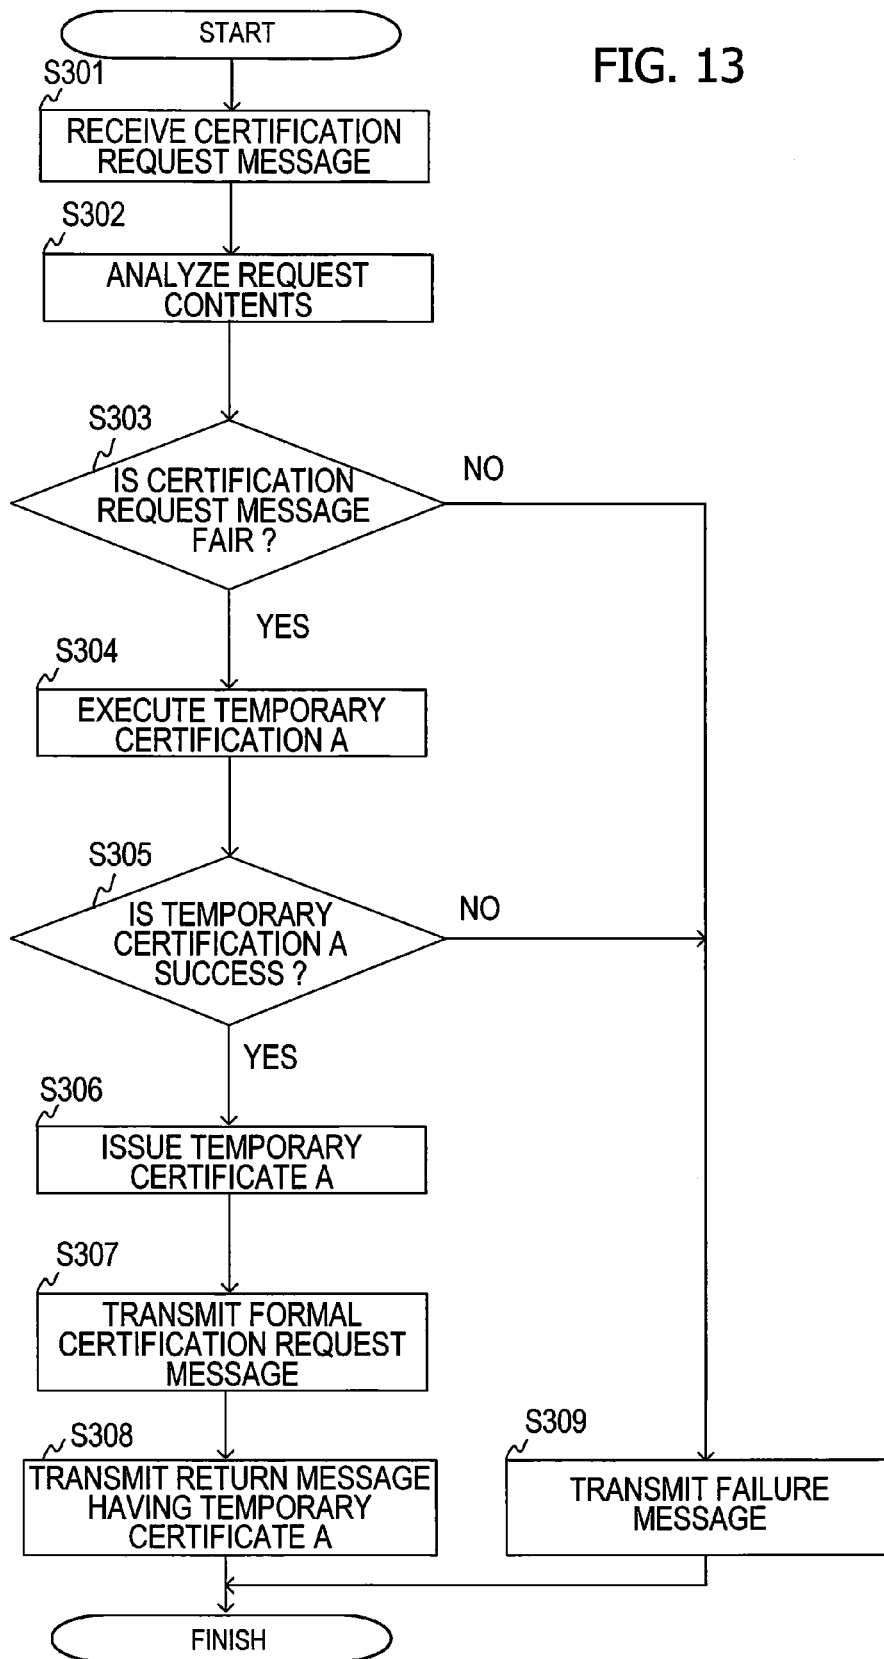 START
FIG. 13
S301
RECEIVE CERTIFICATION
REQUEST MESSAGE
S302
ANALYZE REQUEST
CONTENTS
S303
IS CERTIFICATION
REQUEST MESSAGE
FAIR ?
NO
YES
S304
EXECUTE TEMPORARY
CERTIFICATION A
S305
IS TEMPORARY
CERTIFICATION A
SUCCESS ?
NO
YES
S306
ISSUE TEMPORARY
CERTIFICATE A
S307
TRANSMIT FORMAL
CERTIFICATION REQUEST
MESSAGE
S308
TRANSMIT RETURN MESSAGE
HAVING TEMPORARY
CERTIFICATE A
S309
TRANSMIT FAILURE
MESSAGE
FINISH